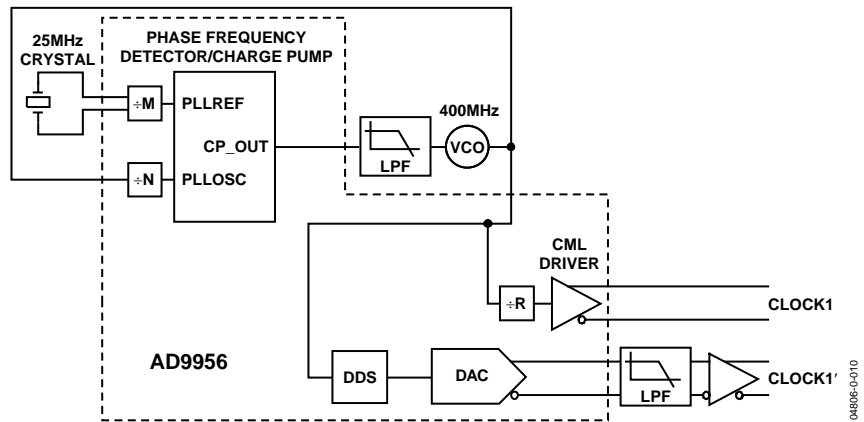 25MHz
CRYSTAL
PHASE FREQUENCY
DETECTOR/CHARGE PUMP
÷M
PLLREF
400MHz
CP_OUT
VCO
LPF
÷N
PLLOSC
CML
DRIVER
÷R
CLOCK1
AD9956
DDS
DAC
LPF
CLOCK1′
04806-0-010